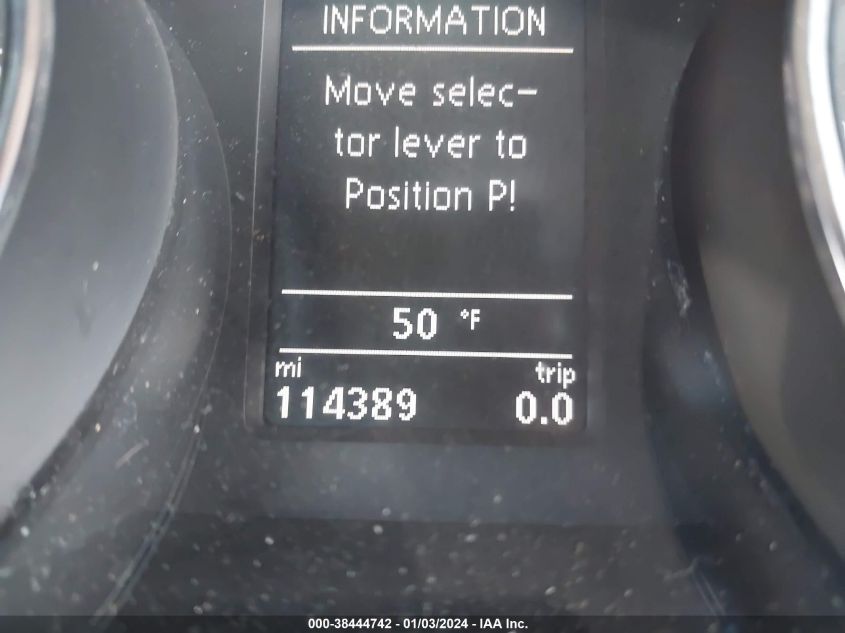 INFORMATION
Move selec-
tor lever to
Position P!
50 °F
mi trip
114389 0.0
000-38444742 - 01/03/2024 - IAA Inc.